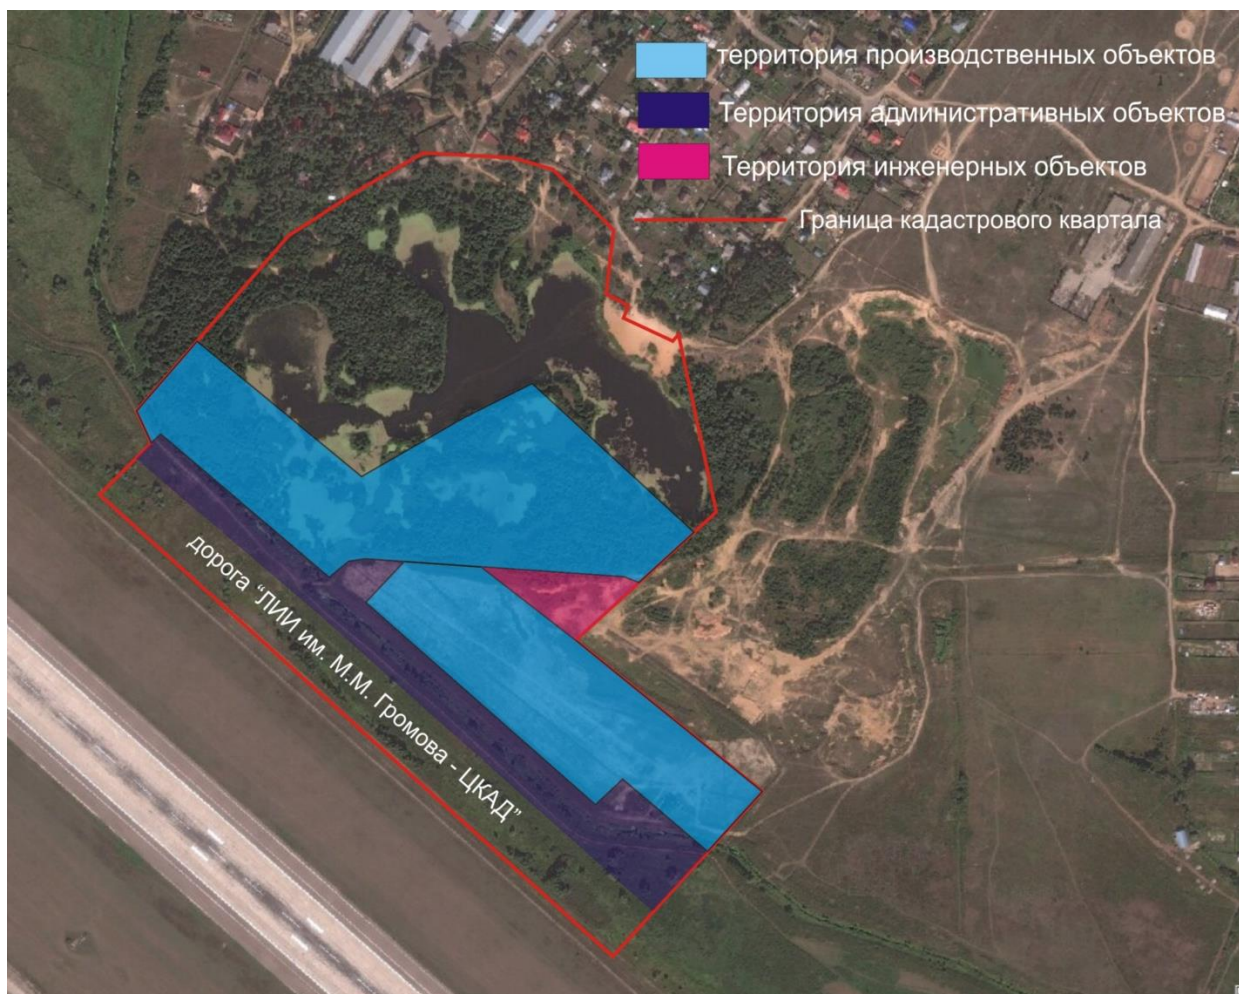 территория производственных объектов
Территория административных объектов
Территория инженерных объектов
Граница кадастрового квартала
дорога “ЛИИ им. М.М. Громова - ЦКАД”